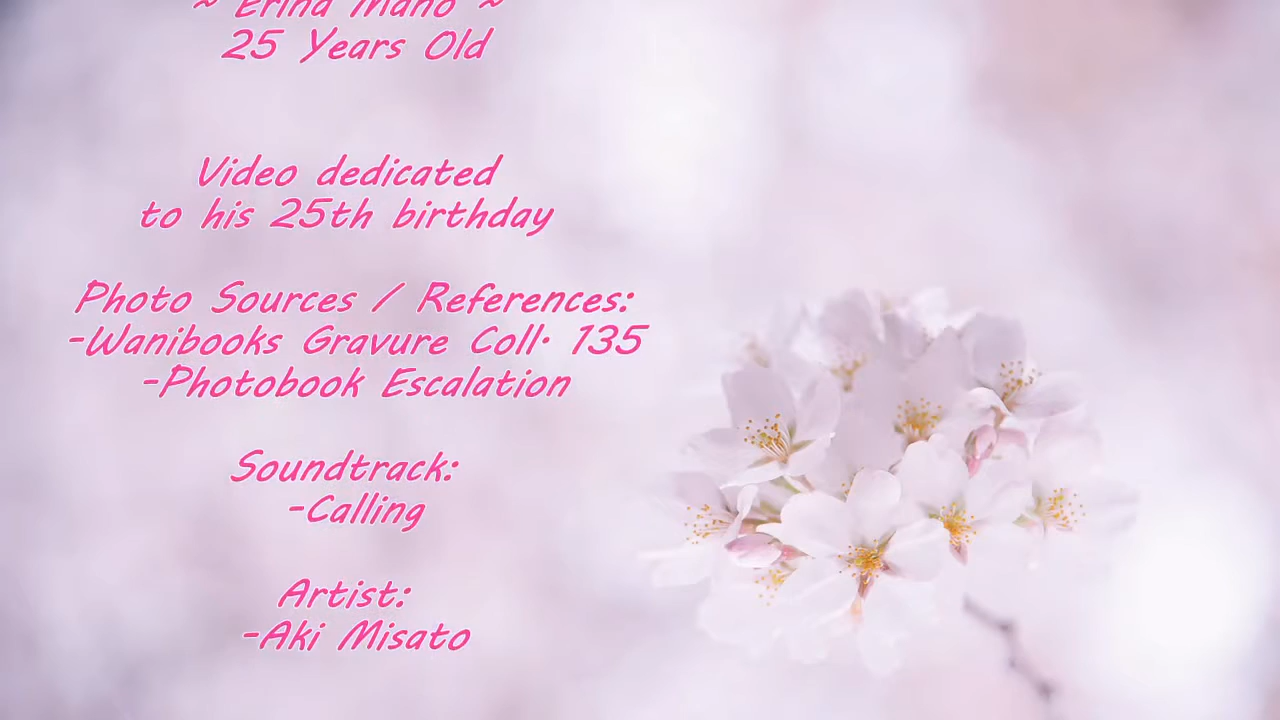 ~ Erina Mano ~
25 Years Old
Video dedicated
to his 25th birthday
Photo Sources / References:
-Wanibooks Gravure Coll. 135
-Photobook Escalation
Soundtrack:
-Calling
Artist:
-Aki Misato